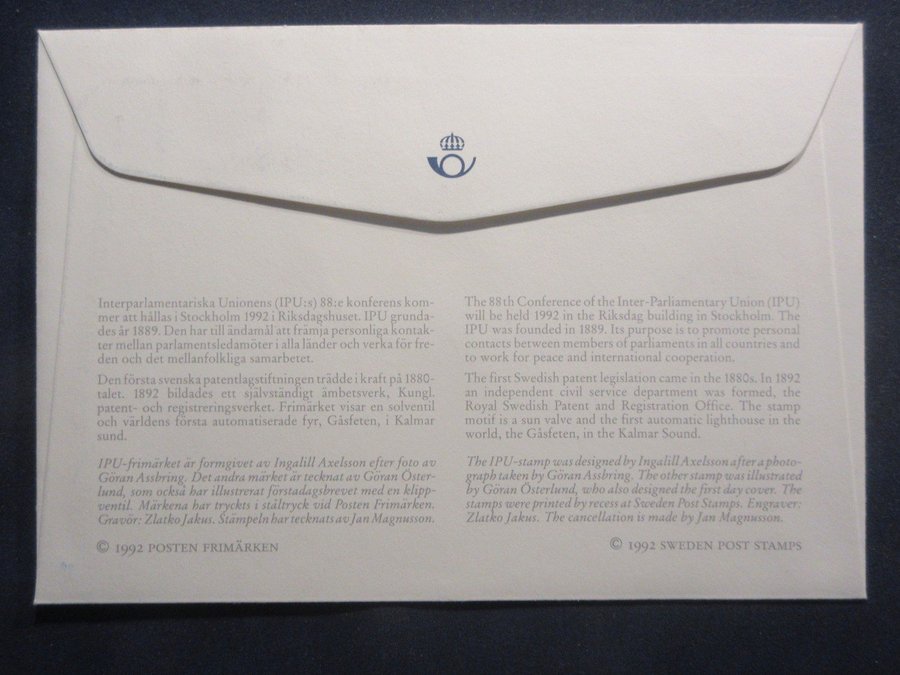 Interparlamentariska Unionens (IPU:s) 88:e konferens kom-
mer att hållas i Stockholm 1992 i Riksdagshuset. IPU grunda-
des år 1889. Den har till ändamål att främja personliga kontak-
ter mellan parlamentsledamöter i alla länder och verka för fre-
den och det mellanfolkliga samarbetet.
Den första svenska patentlagstiftningen trädde i kraft på 1880-
talet. 1892 bildades ett självständigt ämbetsverk, Kungl.
patent- och registreringsverket. Frimärket visar en solventil
och världens första automatiserade fyr, Gåsfeten, i Kalmar
sund.
IPU-frimärket är formgivet av Ingalill Axelsson efter foto av
Göran Assbring. Det andra märket är tecknat av Göran Öster-
lund, som också har illustrerat förstadagsbrevet med en klipp-
ventil. Märkena har tryckts i ståltryck vid Posten Frimärken.
Gravör: Zlatko Jakus. Stämpeln har tecknats av Jan Magnusson.
© 1992 POSTEN FRIMÄRKEN
The 88th Conference of the Inter-Parliamentary Union (IPU)
will be held 1992 in the Riksdag building in Stockholm. The
IPU was founded in 1889. Its purpose is to promote personal
contacts between members of parliaments in all countries and
to work for peace and international cooperation.
The first Swedish patent legislation came in the 1880s. In 1892
an independent civil service department was formed, the
Royal Swedish Patent and Registration Office. The stamp
motif is a sun valve and the first automatic lighthouse in the
world, the Gåsfeten, in the Kalmar Sound.
The IPU-stamp was designed by Ingalill Axelsson after a photo-
graph taken by Göran Assbring. The other stamp was illustrated
by Göran Österlund, who also designed the first day cover. The
stamps were printed by recess at Sweden Post Stamps. Engraver:
Zlatko Jakus. The cancellation is made by Jan Magnusson.
© 1992 SWEDEN POST STAMPS